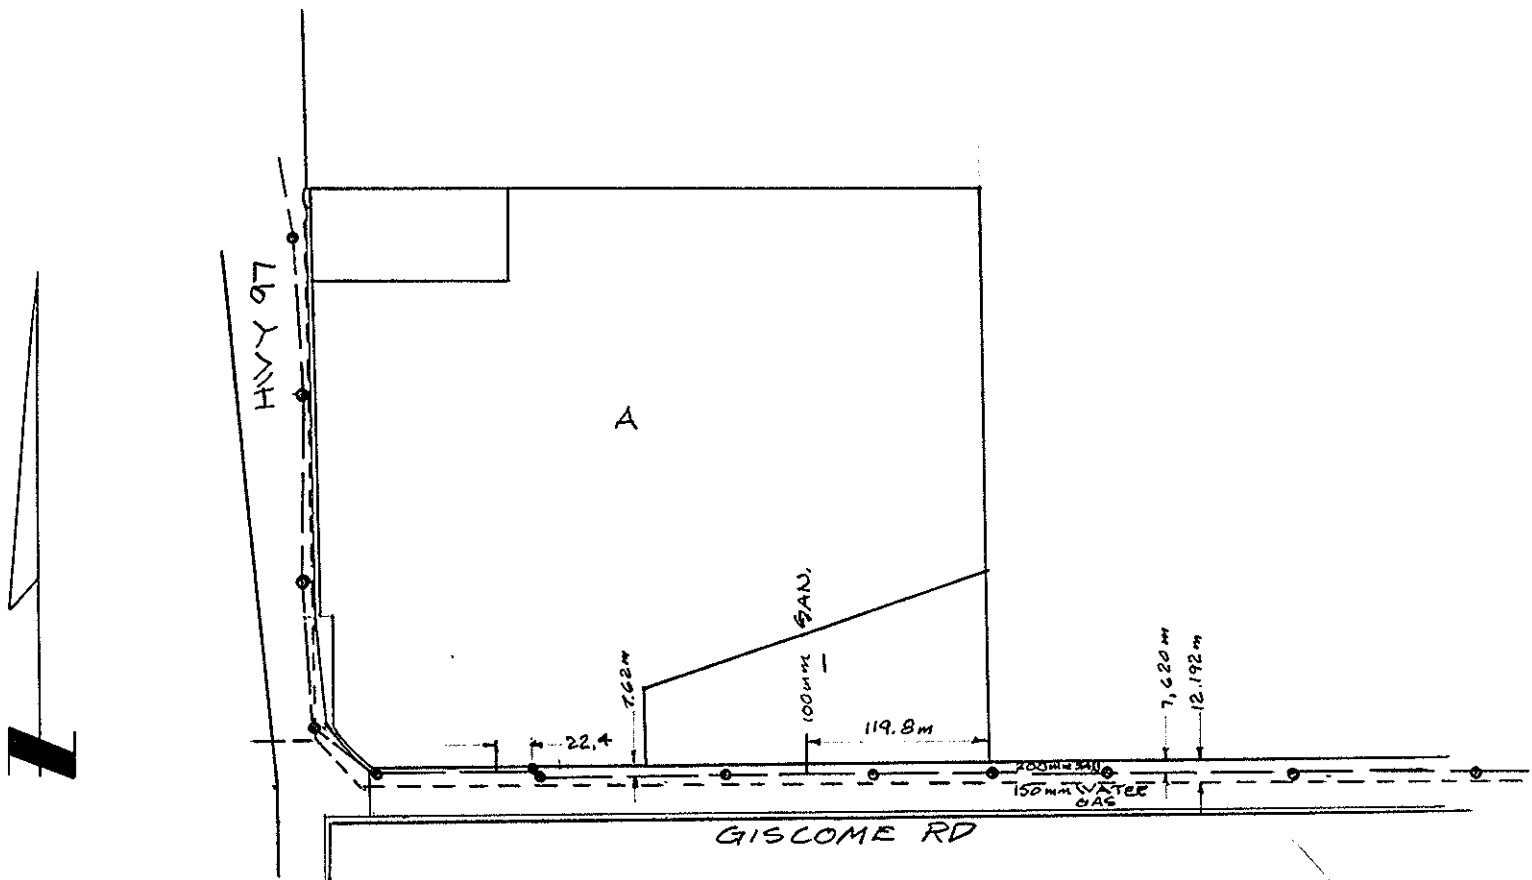 HWY 97
A
100mm SAN.
7.62m
22.4
119.8m
7,620 m
12.192m
200mm SAN
150mm WATER
GAS
GISCOME RD